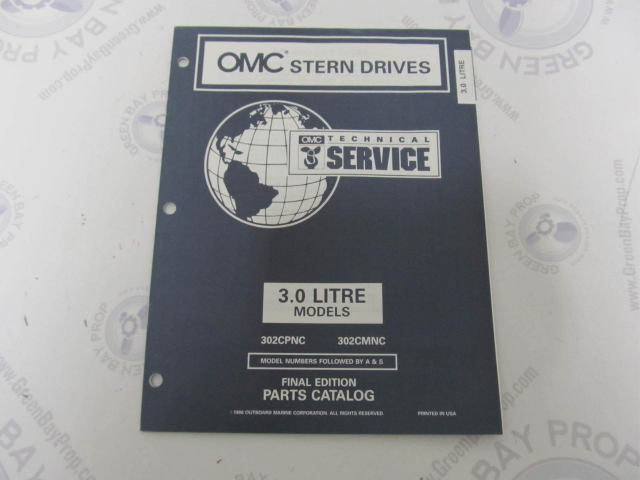 OMC® STERN DRIVES
3.0 LITRE
OMC TECHNICAL
SERVICE
3.0 LITRE
MODELS
302CPNC 302CMNC
MODEL NUMBERS FOLLOWED BY A & S
FINAL EDITION
PARTS CATALOG
©1994 OUTBOARD MARINE CORPORATION. ALL RIGHTS RESERVED. PRINTED IN USA
GREEN BAY PROP
www.GreenBayProp.com